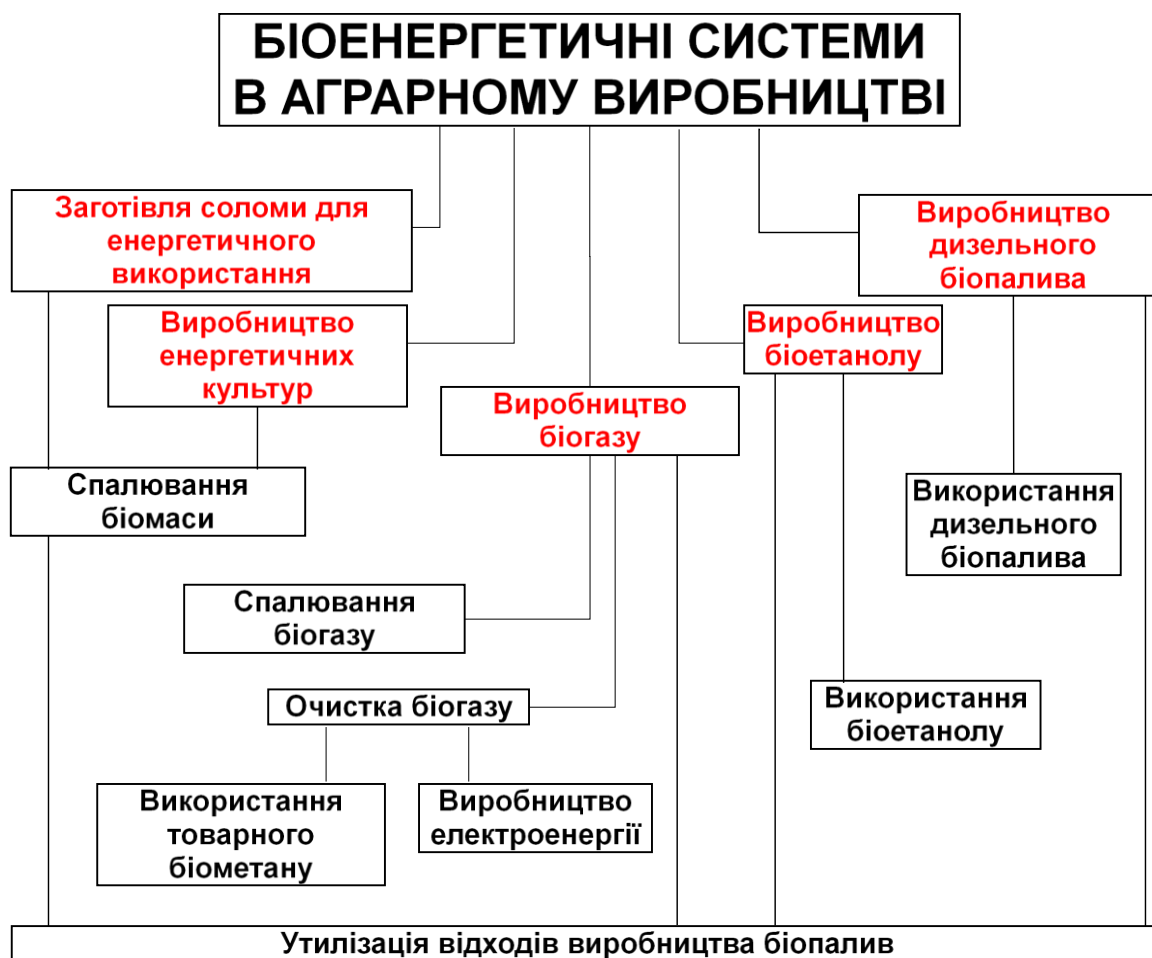 БІОЕНЕРГЕТИЧНІ СИСТЕМИ
В АГРАРНОМУ ВИРОБНИЦТВІ
Заготівля соломи для
енергетичного
використання
Виробництво
дизельного
біопалива
Виробництво
енергетичних
культур
Виробництво
біоетанолу
Виробництво
біогазу
Спалювання
біомаси
Використання
дизельного
біопалива
Спалювання
біогазу
Очистка біогазу
Використання
біоетанолу
Використання
товарного
біометану
Виробництво
електроенергії
Утилізація відходів виробництва біопалив